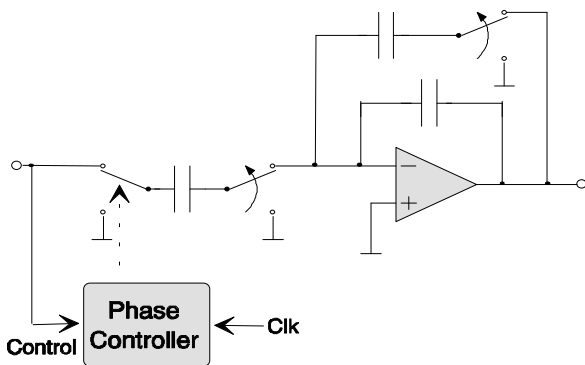 −
+
Phase
Controller
Control
Clk